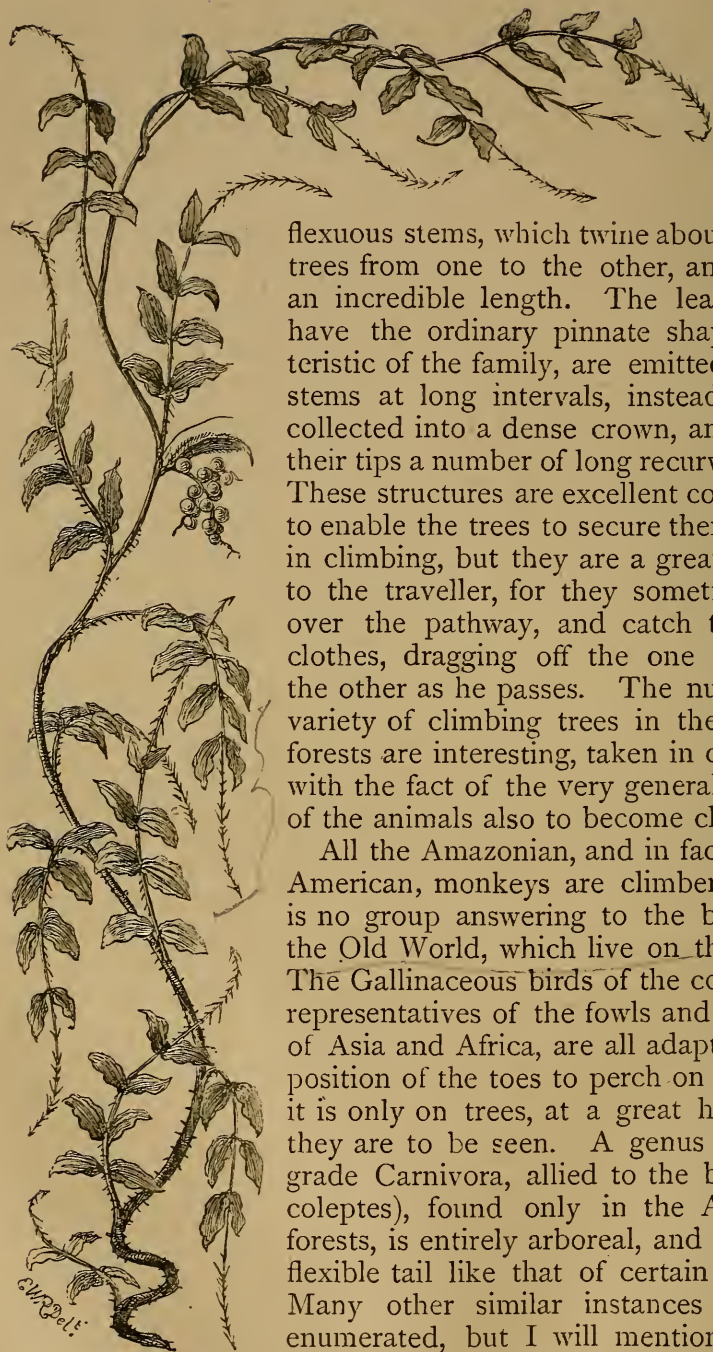 flexuous stems, which twine abou
trees from one to the other, an
an incredible length. The lea
have the ordinary pinnate sha
teristic of the family, are emitte
stems at long intervals, instea
collected into a dense crown, a
their tips a number of long recur
These structures are excellent co
to enable the trees to secure the
in climbing, but they are a grea
to the traveller, for they somet
over the pathway, and catch t
clothes, dragging off the one
the other as he passes. The nu
variety of climbing trees in the
forests are interesting, taken in c
with the fact of the very general
of the animals also to become cl
All the Amazonian, and in fac
American, monkeys are climber
is no group answering to the b
the Old World, which live on th
The Gallinaceous birds of the co
representatives of the fowls and
of Asia and Africa, are all adapt
position of the toes to perch on
it is only on trees, at a great h
they are to be seen. A genus
grade Carnivora, allied to the b
coleptes), found only in the A
forests, is entirely arboreal, and
flexible tail like that of certain
Many other similar instances
enumerated, but I will mention
E.W.R. Delt.